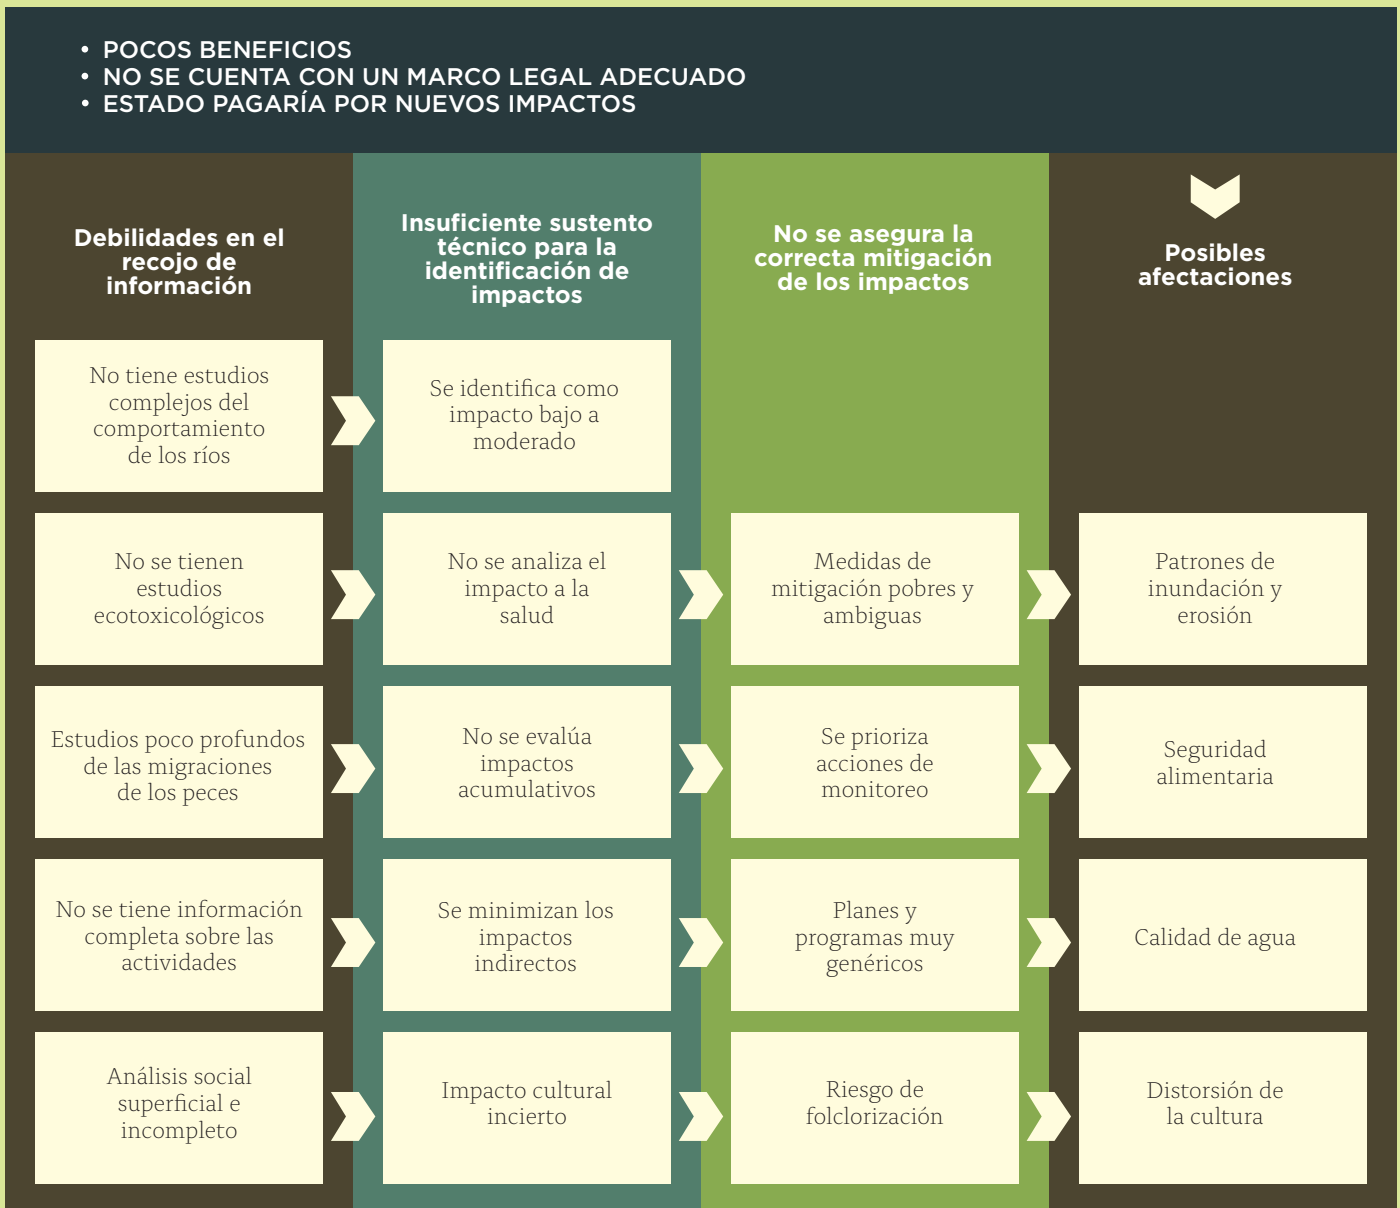 • POCOS BENEFICIOS
• NO SE CUENTA CON UN MARCO LEGAL ADECUADO
• ESTADO PAGARÍA POR NUEVOS IMPACTOS
Debilidades en el
recojo de
información
Insuficiente sustento
técnico para la
identificación de
impactos
No se asegura la
correcta mitigación
de los impactos
Posibles
afectaciones
No tiene estudios
complejos del
comportamiento
de los ríos
Se identifica como
impacto bajo a
moderado
No se tienen
estudios
ecotoxicológicos
No se analiza el
impacto a la
salud
Medidas de
mitigación pobres y
ambiguas
Patrones de
inundación y
erosión
Estudios poco profundos
de las migraciones
de los peces
No se evalúa
impactos
acumulativos
Se prioriza
acciones de
monitoreo
Seguridad
alimentaria
No se tiene información
completa sobre las
actividades
Se minimizan los
impactos
indirectos
Planes y
programas muy
genéricos
Calidad de agua
Análisis social
superficial e
incompleto
Impacto cultural
incierto
Riesgo de
folclorización
Distorsión de
la cultura